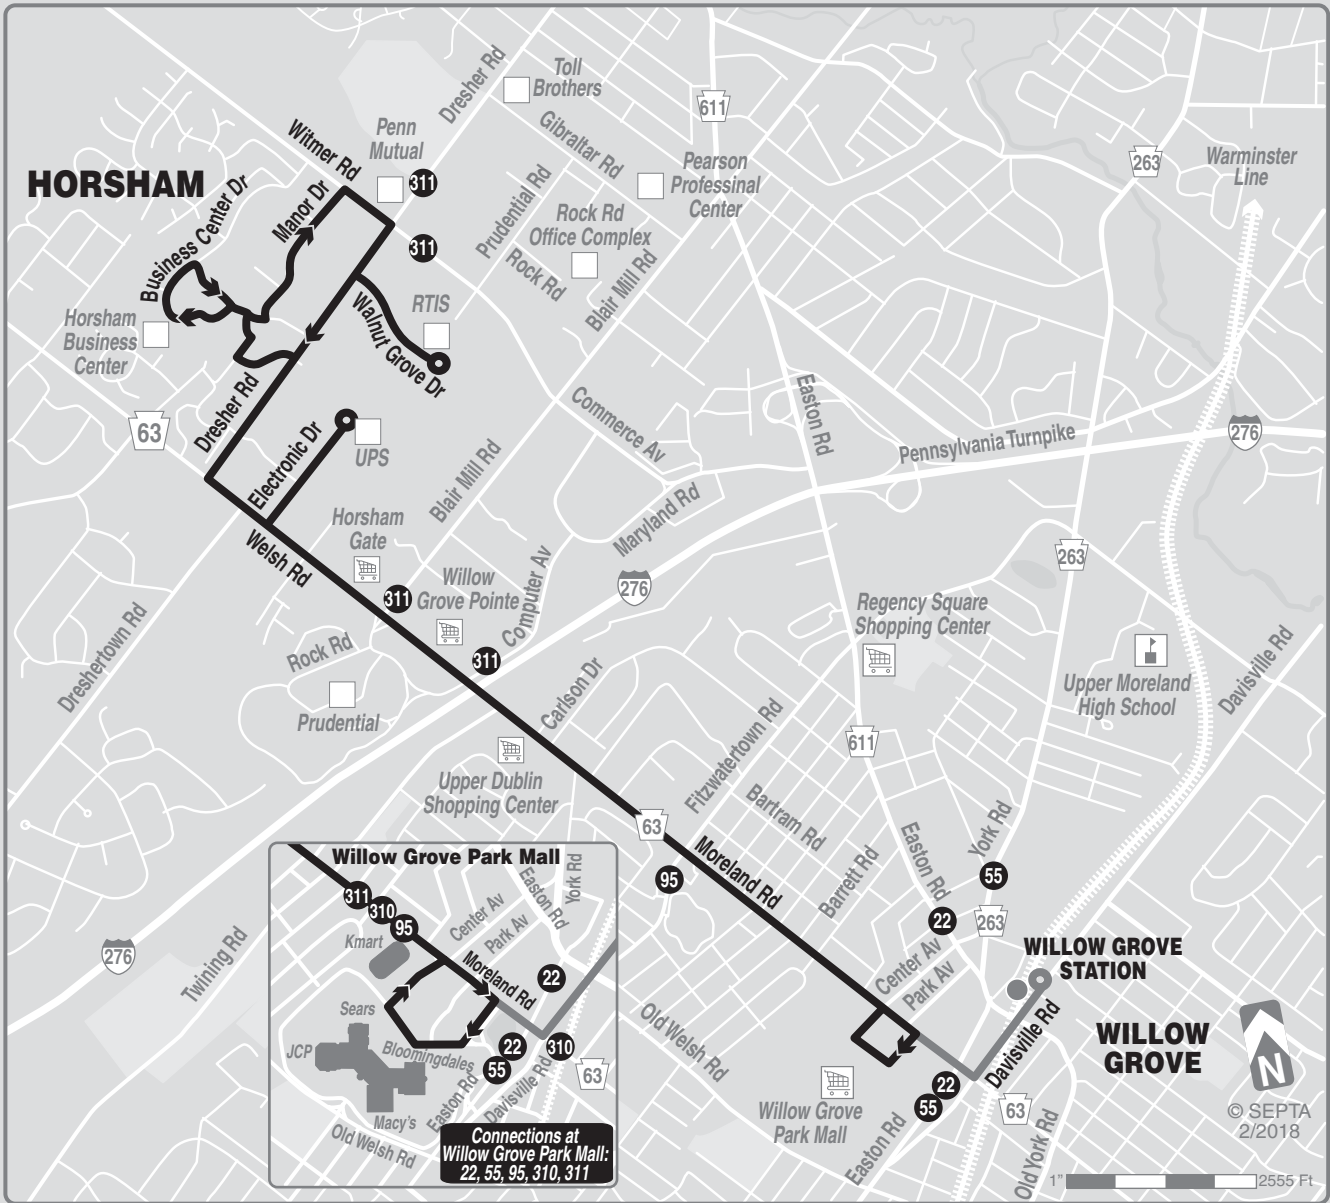 Toll
Brothers
Dresher Rd
611
Penn
Mutual
Witmer Rd
Gibraltar Rd
Pearson
Professinal
Center
263
Warminster
Line
HORSHAM
311
Manor Dr
Business Center Dr
Prudential Rd
Rock Rd
Office Complex
311
Rock Rd
Blair Mill Rd
RTIS
Horsham
Business
Center
Walnut Grove Dr
Easton Rd
Commerce Av
63
Dresher Rd
Electronic Dr
UPS
Pennsylvania Turnpike
276
Blair Mill Rd
Maryland Rd
Horsham
Gate
Welsh Rd
263
Computer Av
Willow
Grove Pointe
311
276
Regency Square
Shopping Center
Dreshertown Rd
Rock Rd
311
Carlson Dr
Upper Moreland
High School
Davisville Rd
Prudential
Fitzwatertown Rd
611
Upper Dublin
Shopping Center
Bartram Rd
63
York Rd
Easton Rd
Barrett Rd
Moreland Rd
95
55
22
263
Center Av
Park Av
WILLOW GROVE
STATION
276
Twining Rd
Old Welsh Rd
Davisville Rd
WILLOW
GROVE
N
Willow Grove
Park Mall
22
55
63
Easton Rd
Old York Rd
© SEPTA
2/2018
1"
2555 Ft
Willow Grove Park Mall
York Rd
Easton Rd
311
310
95
Center Av
Park Av
Kmart
Moreland Rd
22
Sears
JCP
Bloomingdales
22
310
55
63
Easton Rd
Davisville Rd
Macy's
Old Welsh Rd
Connections at
Willow Grove Park Mall:
22, 55, 95, 310, 311